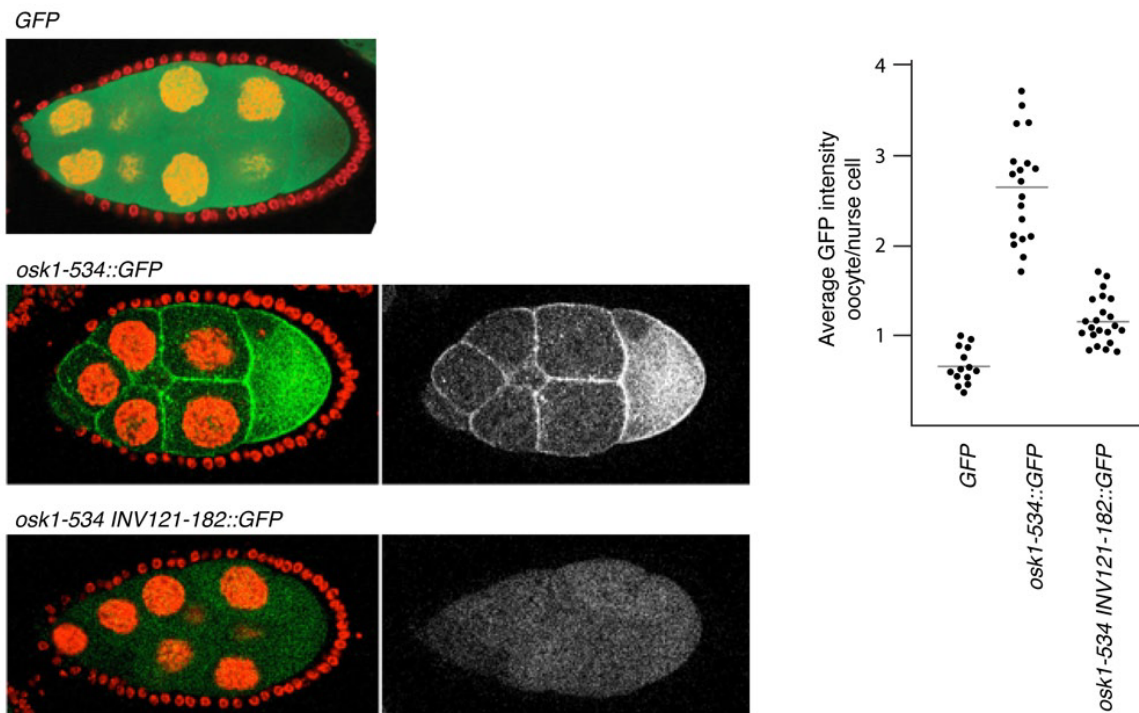 GFP
osk1-534::GFP
osk1-534 INV121-182::GFP
Average GFP intensity
oocyte/nurse cell
4
3
2
1
GFP
osk1-534::GFP
osk1-534 INV121-182::GFP